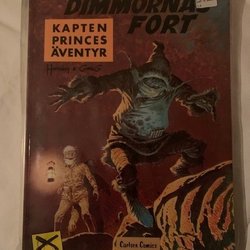 DIMMORNAS
FORT
KAPTEN
PRINCES
ÄVENTYR
Carlsen Comics